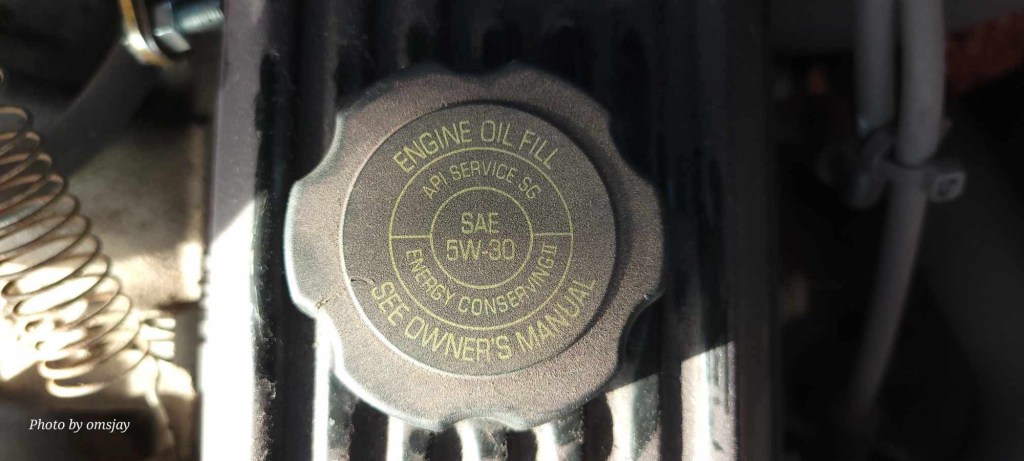 ENGINE OIL FILL
API SERVICE SG
SAE
5W-30
ENERGY CONSERVING II
SEE OWNER'S MANUAL
Photo by omsjay